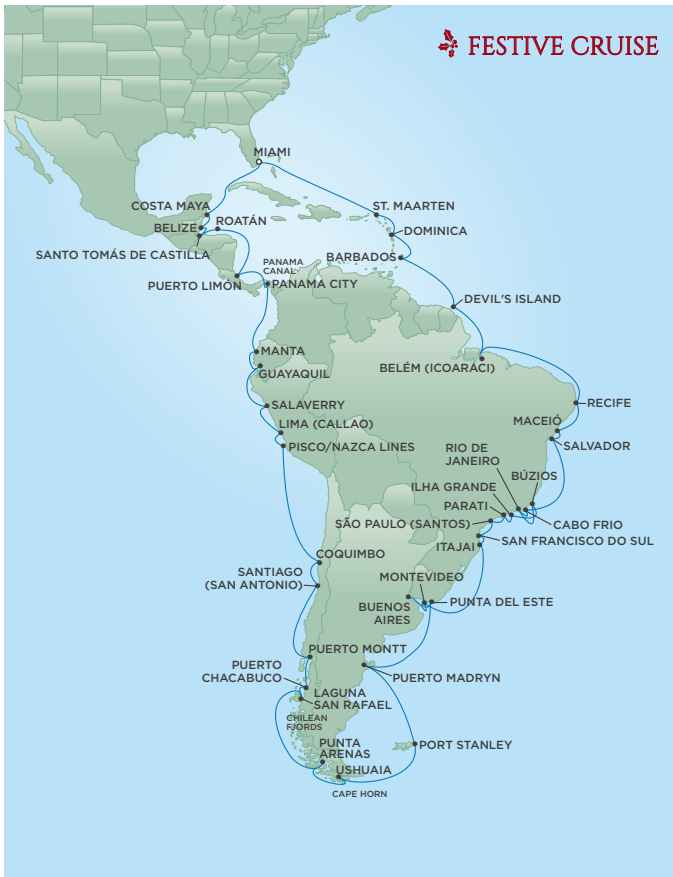 FESTIVE CRUISE
MIAMI
COSTA MAYA
ST. MAARTEN
BELIZE
ROATÁN
DOMINICA
SANTO TOMÁS DE CASTILLA
BARBADOS
PANAMA
CANAL
PUERTO LIMÓN
PANAMA CITY
DEVIL'S ISLAND
MANTA
GUAYAQUIL
BELÉM (ICOARACI)
SALAVERRY
RECIFE
LIMA (CALLAO)
MACEIÓ
PISCO/NAZCA LINES
SALVADOR
RIO DE
JANEIRO
BÚZIOS
ILHA GRANDE
PARATI
SÃO PAULO (SANTOS)
CABO FRIO
SAN FRANCISCO DO SUL
ITAJAI
COQUIMBO
SANTIAGO
(SAN ANTONIO)
MONTEVIDEO
BUENOS
AIRES
PUNTA DEL ESTE
PUERTO MONTT
PUERTO
CHACABUCO
PUERTO MADRYN
LAGUNA
SAN RAFAEL
CHILEAN
FJORDS
PUNTA
ARENAS
PORT STANLEY
USHUAIA
CAPE HORN